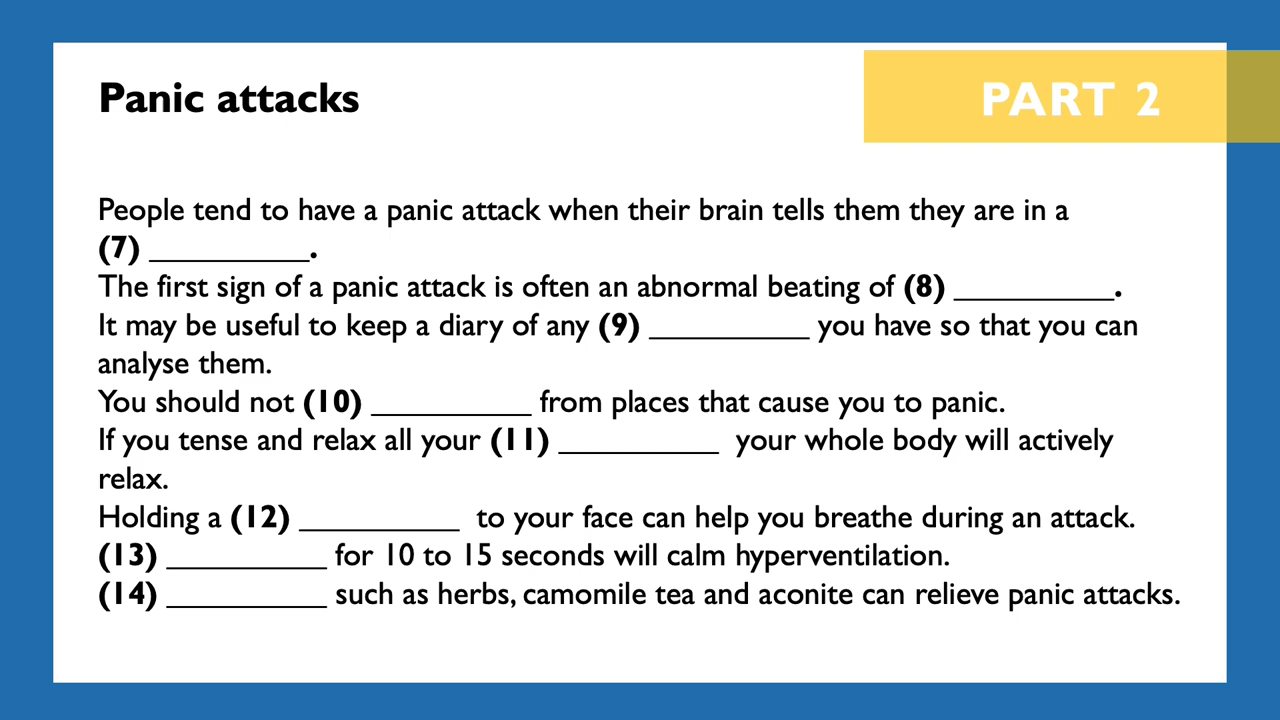 Panic attacks
PART 2
People tend to have a panic attack when their brain tells them they are in a
(7) __________.
The first sign of a panic attack is often an abnormal beating of (8) __________.
It may be useful to keep a diary of any (9) __________ you have so that you can
analyse them.
You should not (10) __________ from places that cause you to panic.
If you tense and relax all your (11) __________ your whole body will actively
relax.
Holding a (12) __________ to your face can help you breathe during an attack.
(13) __________ for 10 to 15 seconds will calm hyperventilation.
(14) __________ such as herbs, camomile tea and aconite can relieve panic attacks.